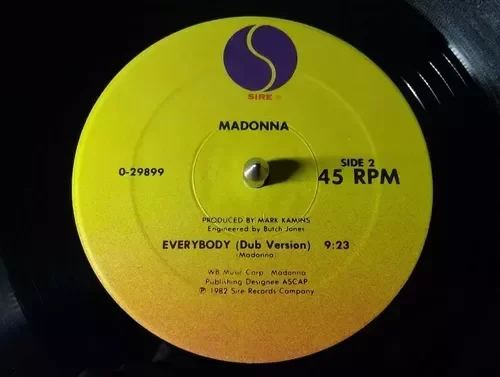 SIRE ®
MADONNA
0-29899
SIDE 2
45 RPM
PRODUCED BY MARK KAMINS
Engineered by Butch Jones
EVERYBODY (Dub Version) 9:23
(Madonna)
WB Music Corp. Madonna
Publishing Designee ASCAP
℗ 1982 Sire Records Company